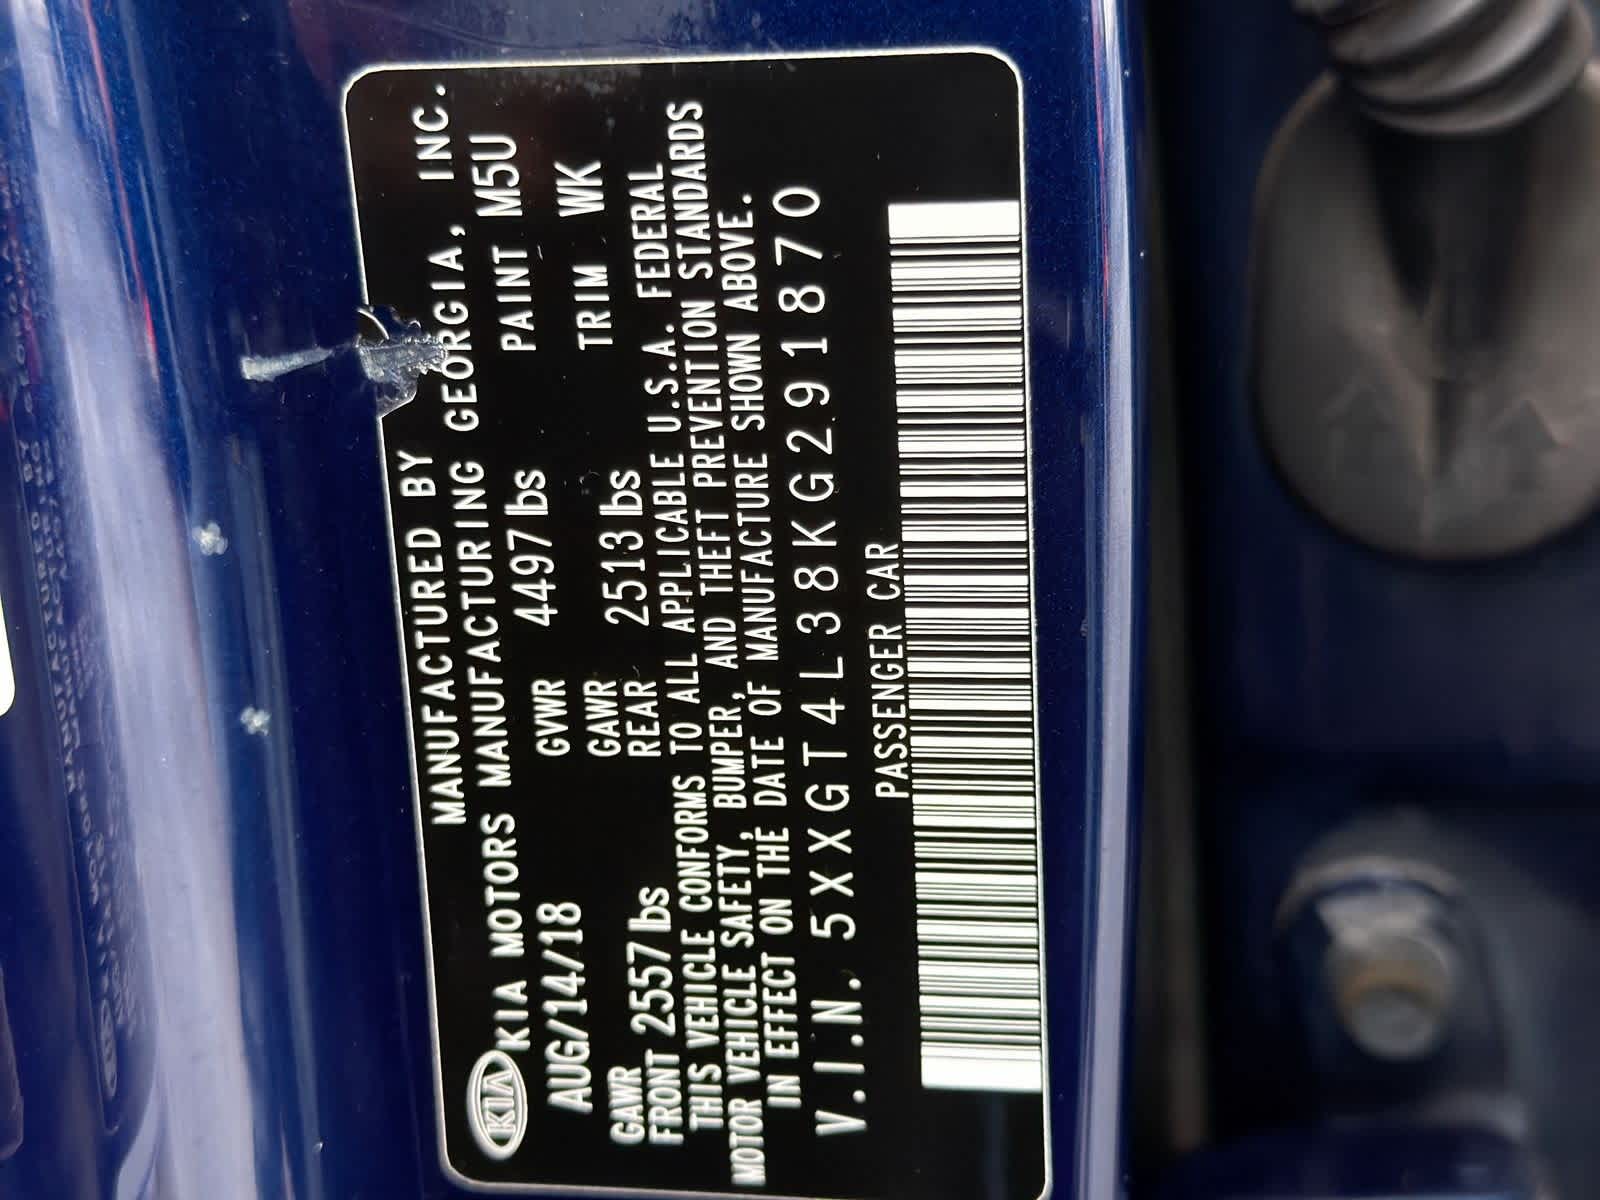 MANUFACTURED BY
KIA KIA MOTORS MANUFACTURING GEORGIA, INC.
AUG/14/18 GVWR 4497 lbs PAINT M5U
GAWR FRONT 2557 lbs GAWR REAR 2513 lbs TRIM WK
THIS VEHICLE CONFORMS TO ALL APPLICABLE U.S.A. FEDERAL
MOTOR VEHICLE SAFETY, BUMPER, AND THEFT PREVENTION STANDARDS
IN EFFECT ON THE DATE OF MANUFACTURE SHOWN ABOVE.
V.I.N. 5XXGT4L38KG291870
PASSENGER CAR